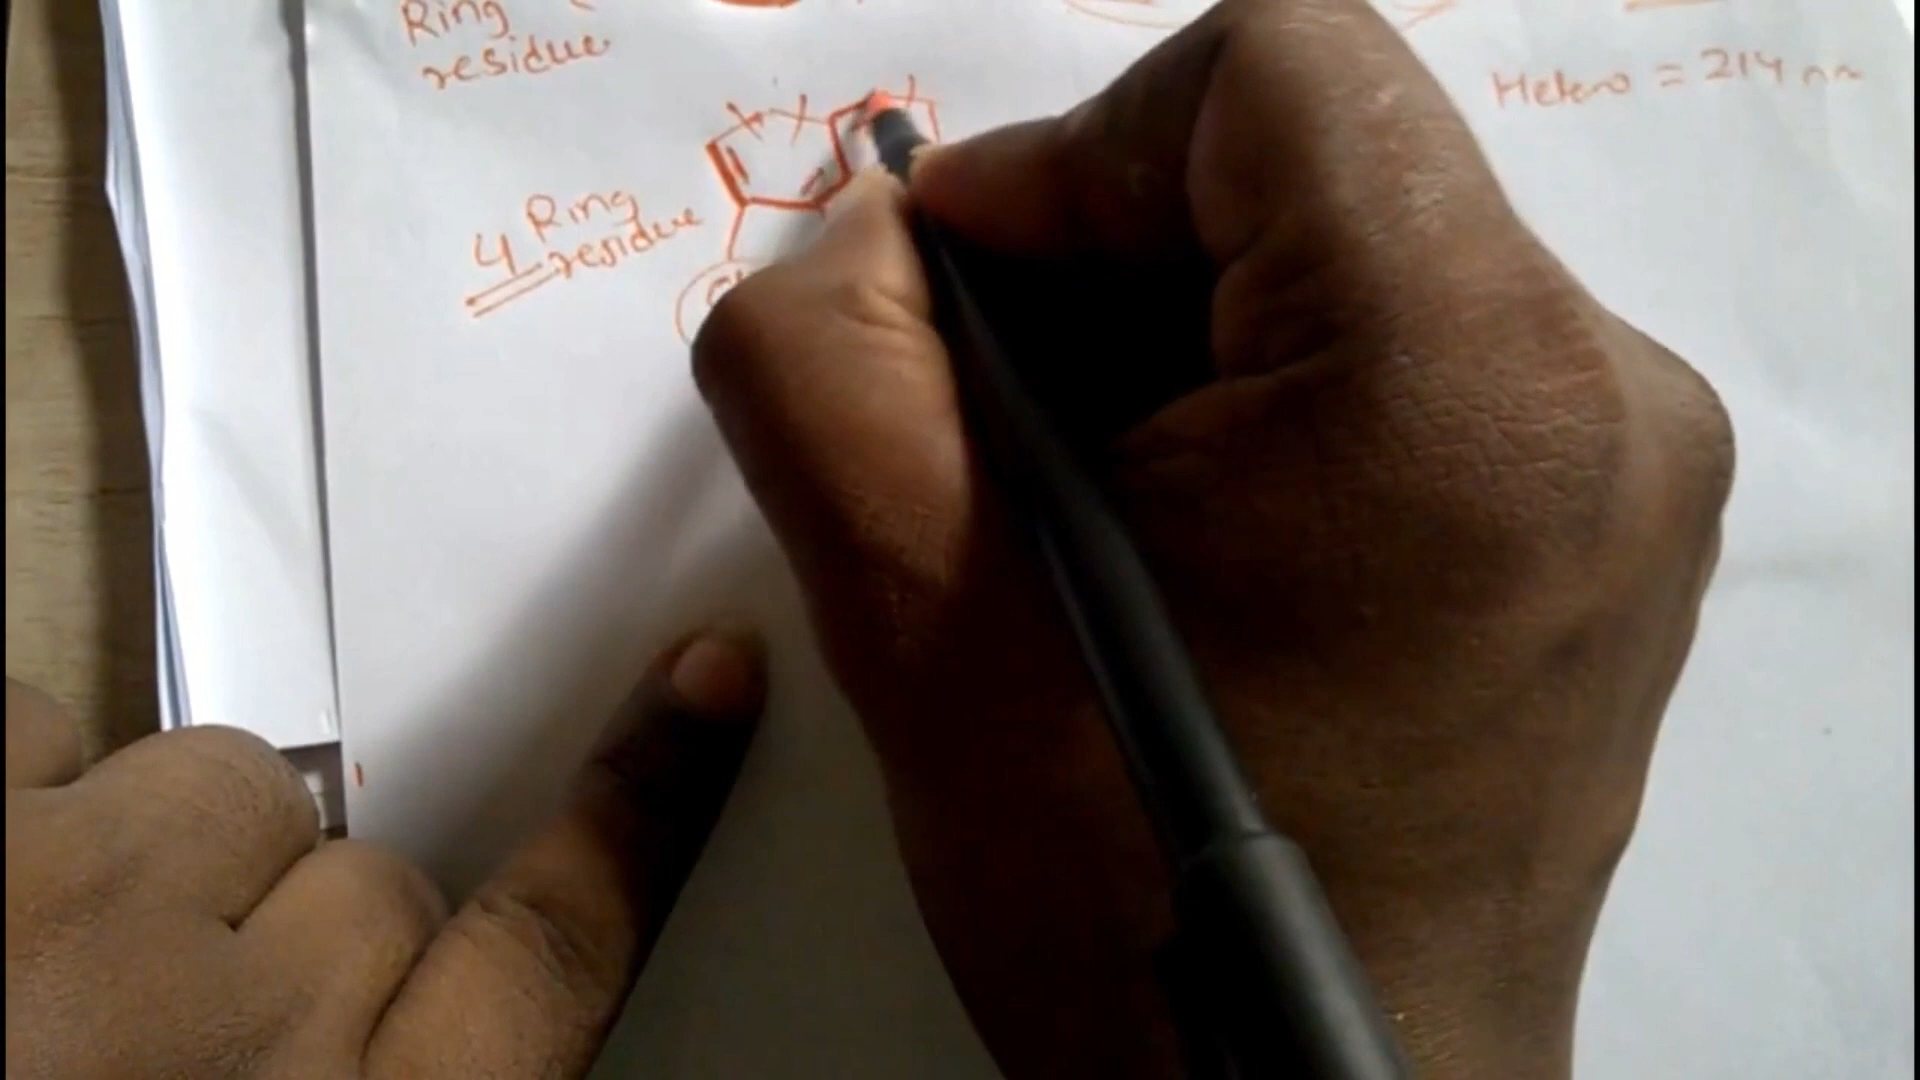 Ring
residue
Hetero = 214 nm
4 Ring
residue